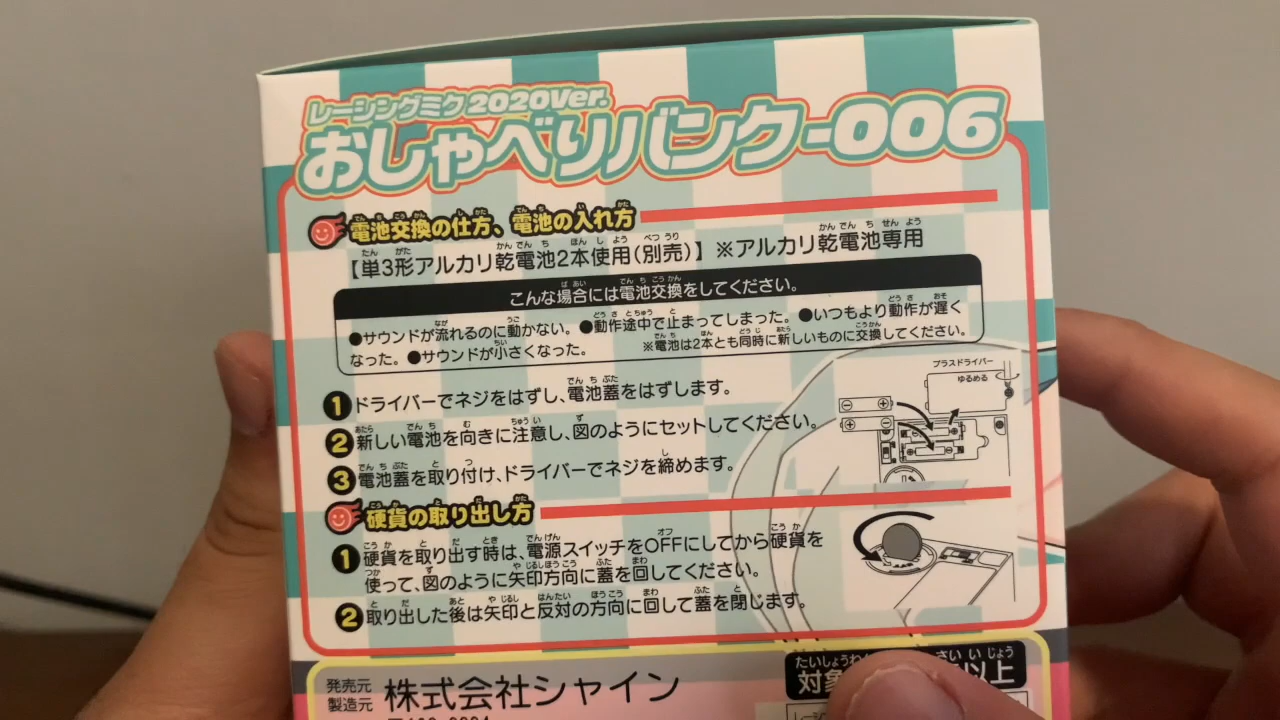 レーシングミク2020Ver.
おしゃべりバンク-006
電池交換の仕方、電池の入れ方
【単3形アルカリ乾電池2本使用(別売)】※アルカリ乾電池専用
こんな場合には電池交換をしてください。
●サウンドが流れるのに動かない。●動作途中で止まってしまった。●いつもより動作が遅く
なった。●サウンドが小さくなった。 ※電池は2本とも同時に新しいものに交換してください。
プラスドライバー
ゆるめる
1 ドライバーでネジをはずし、電池蓋をはずします。
2 新しい電池を向きに注意し、図のようにセットしてください。
3 電池蓋を取り付け、ドライバーでネジを締めます。
硬貨の取り出し方
1 硬貨を取り出す時は、電源スイッチをOFFにしてから硬貨を
使って、図のように矢印方向に蓋を回してください。
2 取り出した後は矢印と反対の方向に回して蓋を閉じます。
発売元
製造元
株式会社シャイン
対象
以上